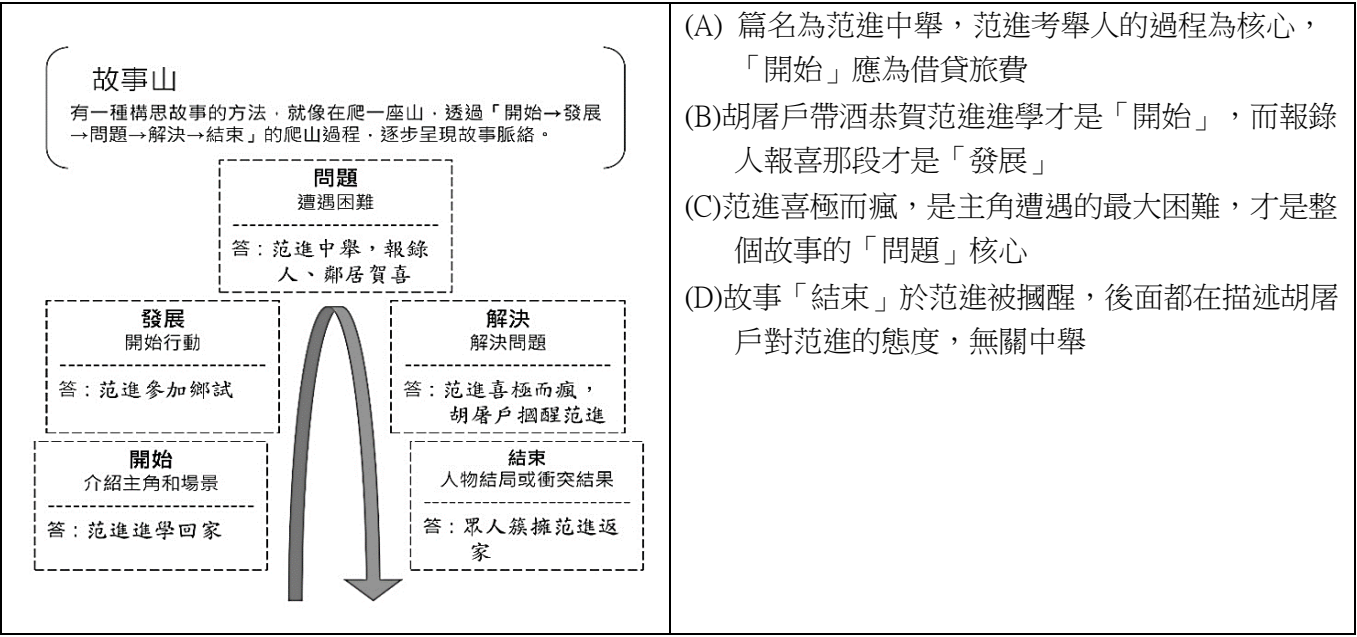 故事山
有一種構思故事的方法，就像在爬一座山，透過「開始→發展
→問題→解決→結束」的爬山過程，逐步呈現故事脈絡。
問題
遭遇困難
答：范進中舉，報錄
人、鄰居賀喜
發展
開始行動
答：范進參加鄉試
解決
解決問題
答：范進喜極而瘋，
胡屠戶摑醒范進
開始
介紹主角和場景
答：范進進學回家
結束
人物結局或衝突結果
答：眾人簇擁范進返
家
(A) 篇名為范進中舉，范進考舉人的過程為核心，
「開始」應為借貸旅費
(B)胡屠戶帶酒恭賀范進進學才是「開始」，而報錄
人報喜那段才是「發展」
(C)范進喜極而瘋，是主角遭遇的最大困難，才是整
個故事的「問題」核心
(D)故事「結束」於范進被摑醒，後面都在描述胡屠
戶對范進的態度，無關中舉